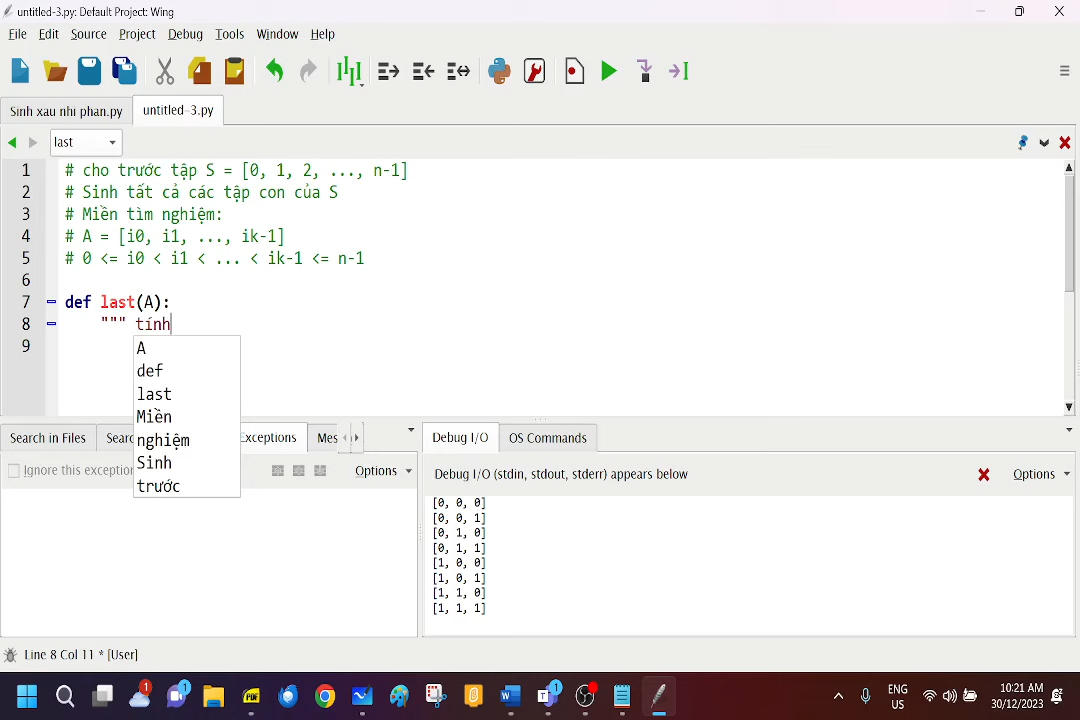 untitled-3.py: Default Project: Wing
File Edit Source Project Debug Tools Window Help
Sinh xau nhi phan.py untitled-3.py
last
1 # cho trước tập S = [0, 1, 2, ..., n-1]
2 # Sinh tất cả các tập con của S
3 # Miền tìm nghiệm:
4 # A = [i0, i1, ..., ik-1]
5 # 0 <= i0 < i1 < ... < ik-1 <= n-1
6
7 def last(A):
8 """ tính
9
A
def
last
Miền
nghiệm
Sinh
trước
Search in Files Searc Exceptions Mes
Ignore this exception Options
Debug I/O OS Commands
Debug I/O (stdin, stdout, stderr) appears below Options
[0, 0, 0]
[0, 0, 1]
[0, 1, 0]
[0, 1, 1]
[1, 0, 0]
[1, 0, 1]
[1, 1, 0]
[1, 1, 1]
Line 8 Col 11 * [User]
1 1 PDF 1
ENG
US
10:21 AM
30/12/2023